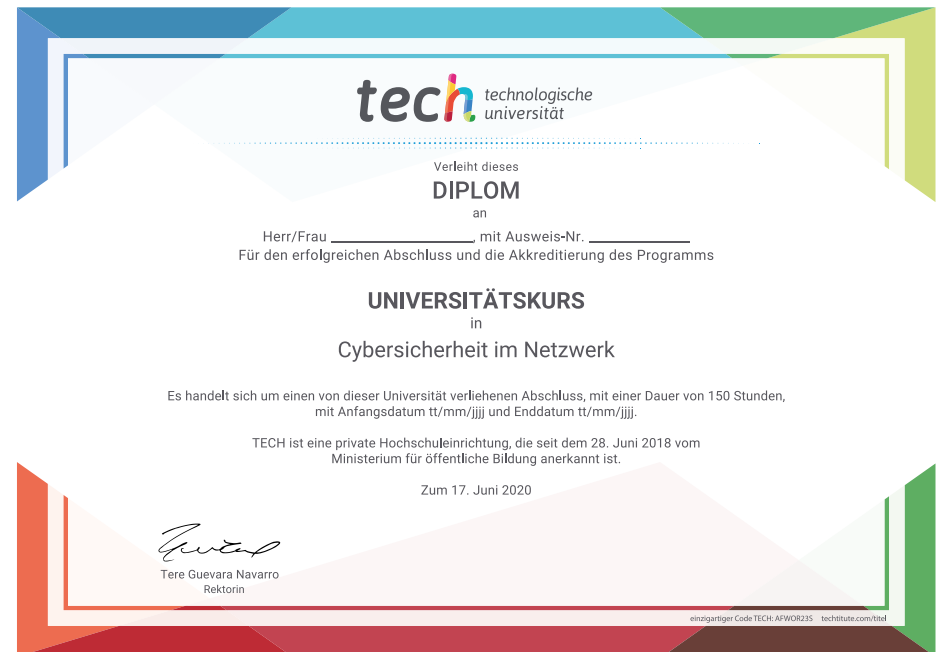 tech technologische
universität
Verleiht dieses
DIPLOM
an
Herr/Frau ____________________, mit Ausweis-Nr. ______________
Für den erfolgreichen Abschluss und die Akkreditierung des Programms
UNIVERSITÄTSKURS
in
Cybersicherheit im Netzwerk
Es handelt sich um einen von dieser Universität verliehenen Abschluss, mit einer Dauer von 150 Stunden,
mit Anfangsdatum tt/mm/jjjj und Enddatum tt/mm/jjjj.
TECH ist eine private Hochschuleinrichtung, die seit dem 28. Juni 2018 vom
Ministerium für öffentliche Bildung anerkannt ist.
Zum 17. Juni 2020
Tere Guevara Navarro
Rektorin
einzigartiger Code TECH: AFWOR23S techtitute.com/titel